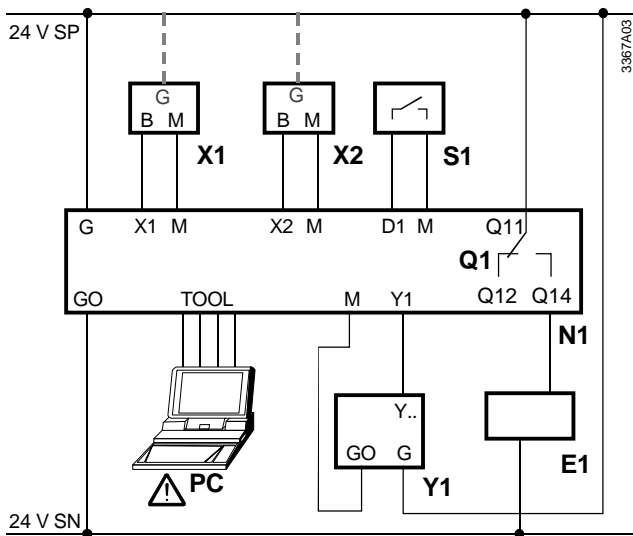 24 V SP
3367A03
G G
B M B M
X1 X2 S1
G X1 M X2 M D1 M Q11
Q1
GO TOOL M Y1 Q12 Q14
N1
Y..
GO G
PC Y1 E1
24 V SN